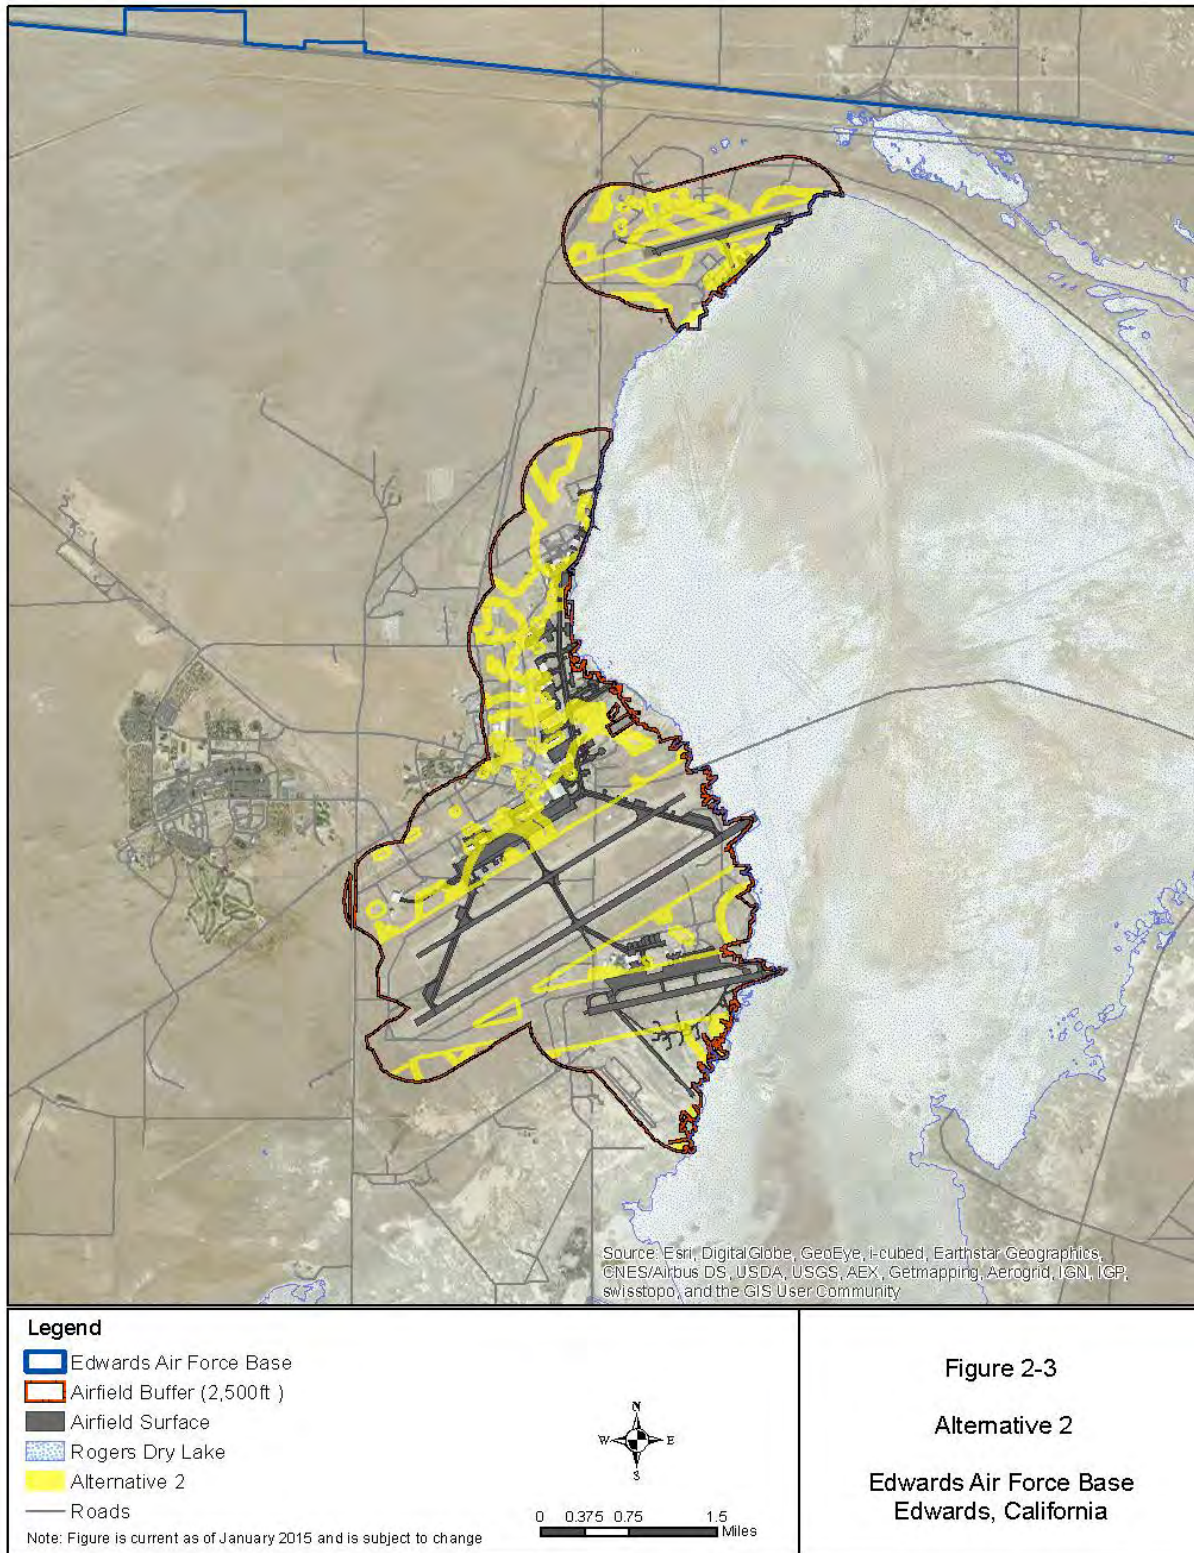 Source: Esri, DigitalGlobe, GeoEye, i-cubed, Earthstar Geographics,
CNES/Airbus DS, USDA, USGS, AEX, Getmapping, Aerogrid, IGN, IGP,
swisstopo, and the GIS User Community
Legend
Edwards Air Force Base
Airfield Buffer (2,500ft )
Airfield Surface
Rogers Dry Lake
Alternative 2
Roads
Note: Figure is current as of January 2015 and is subject to change
N
W E
S
0 0.375 0.75 1.5
Miles
Figure 2-3
Alternative 2
Edwards Air Force Base
Edwards, California